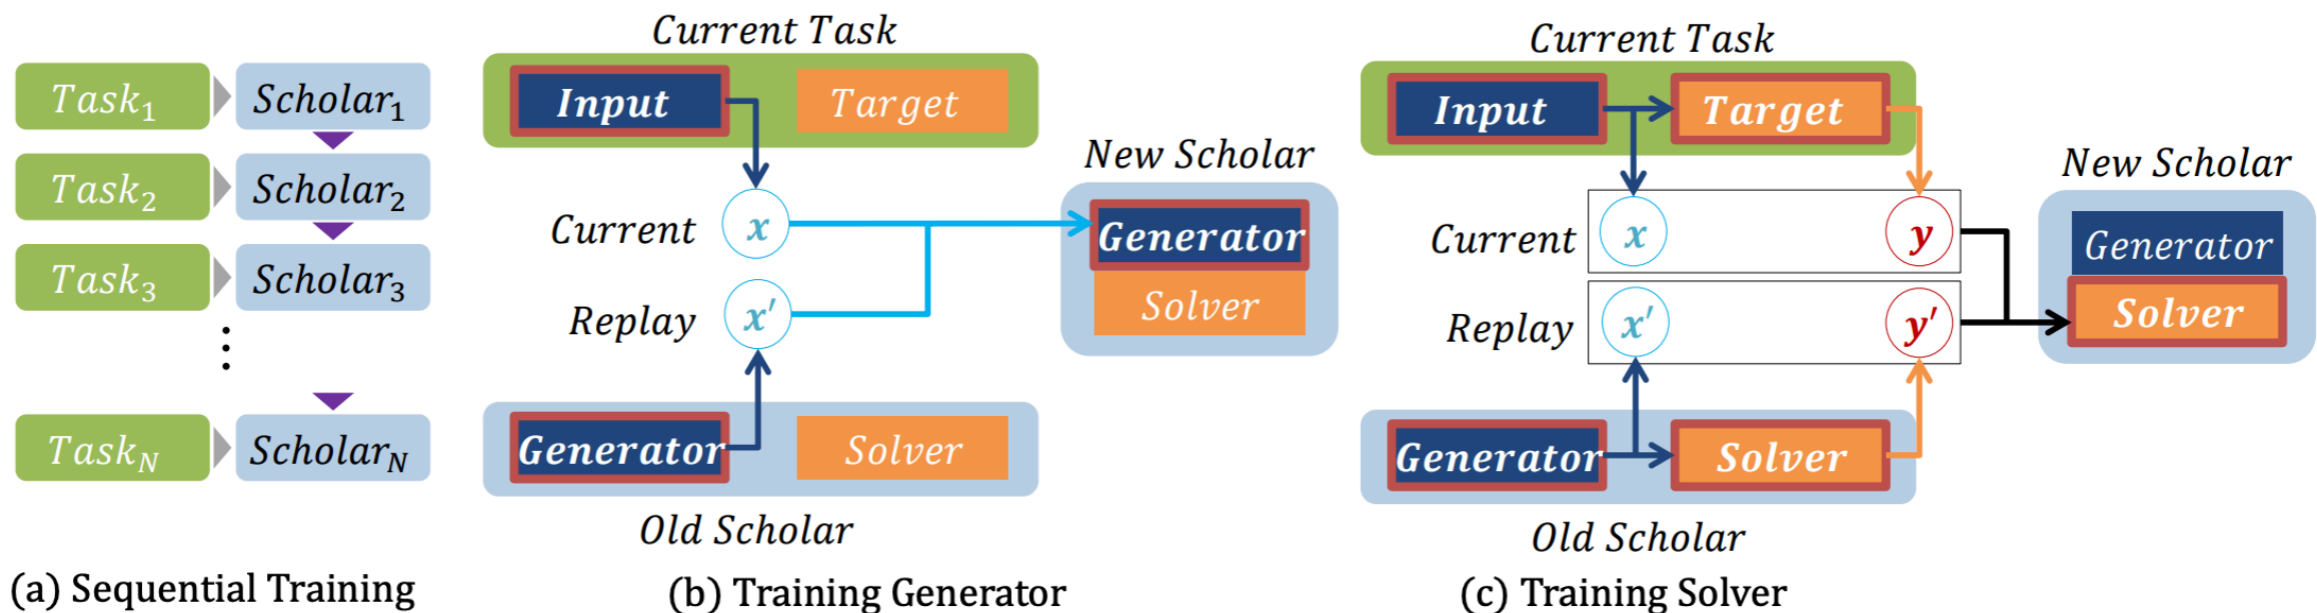 Task₁ Scholar₁
Task₂ Scholar₂
Task₃ Scholar₃
⋮
Task_N Scholar_N
(a) Sequential Training
Current Task
Input Target
Current x
Replay x′
Generator Solver
Old Scholar
New Scholar
Generator
Solver
(b) Training Generator
Current Task
Input Target
Current x y
Replay x′ y′
Generator Solver
Old Scholar
New Scholar
Generator
Solver
(c) Training Solver